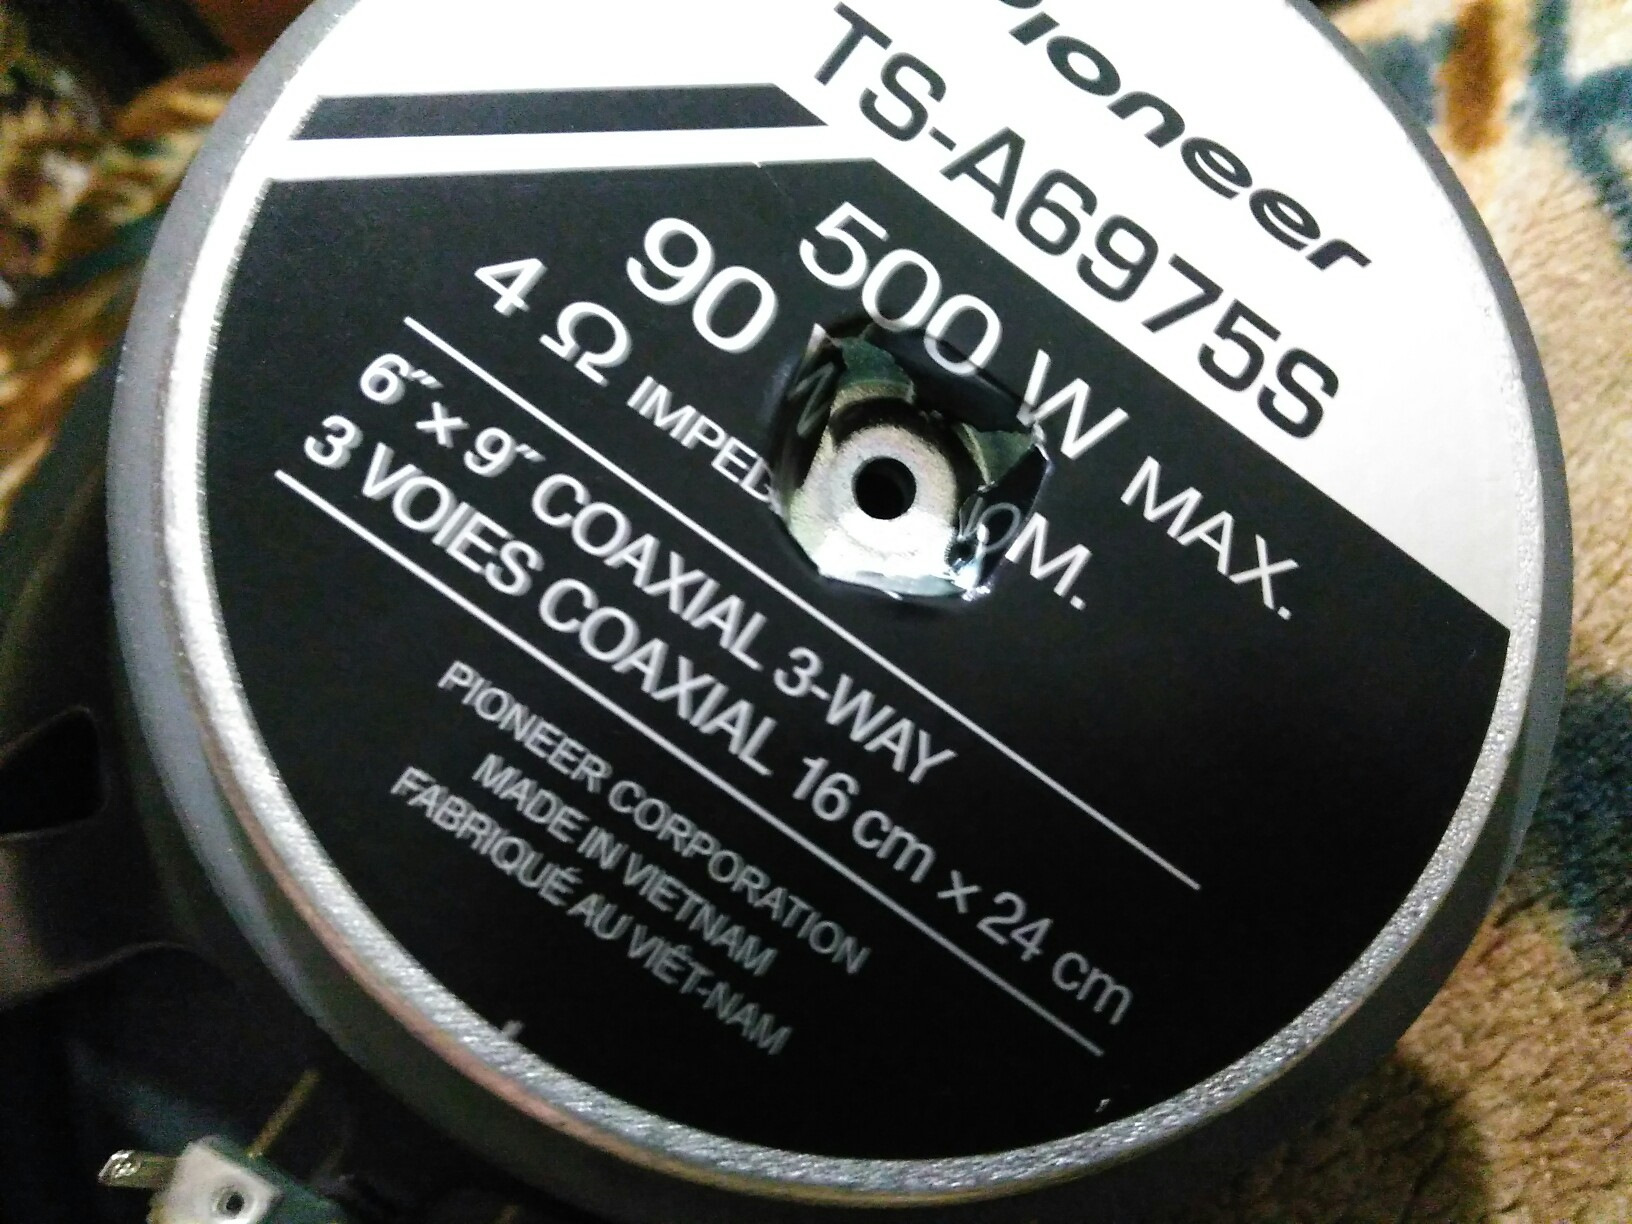 Pioneer
TS-A6975S
500 W MAX.
90 W NOM.
4 Ω IMPED
6" x 9" COAXIAL 3-WAY
3 VOIES COAXIAL 16 cm x 24 cm
PIONEER CORPORATION
MADE IN VIETNAM
FABRIQUÉ AU VIÊT-NAM